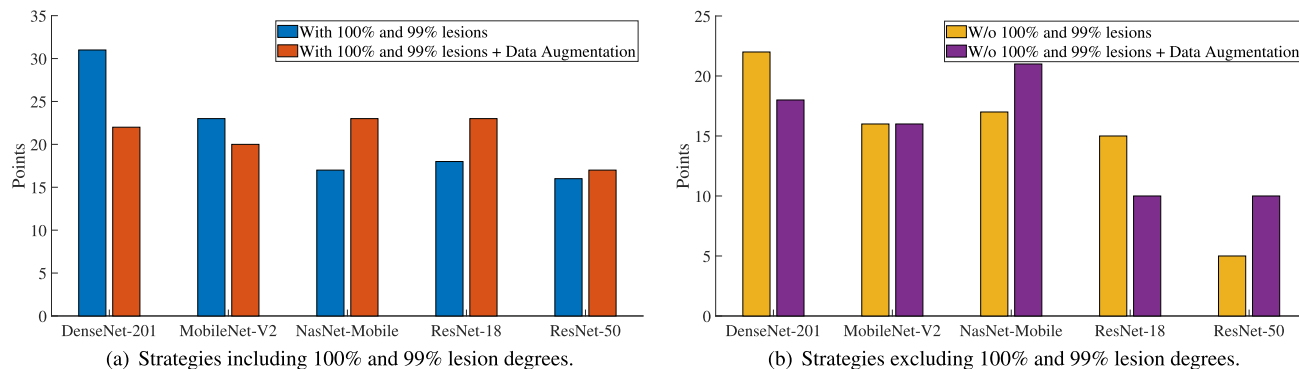 35
30
25
20
15
10
5
0
Points
With 100% and 99% lesions
With 100% and 99% lesions + Data Augmentation
DenseNet-201 MobileNet-V2 NasNet-Mobile ResNet-18 ResNet-50
(a) Strategies including 100% and 99% lesion degrees.
25
20
15
10
5
0
Points
W/o 100% and 99% lesions
W/o 100% and 99% lesions + Data Augmentation
DenseNet-201 MobileNet-V2 NasNet-Mobile ResNet-18 ResNet-50
(b) Strategies excluding 100% and 99% lesion degrees.